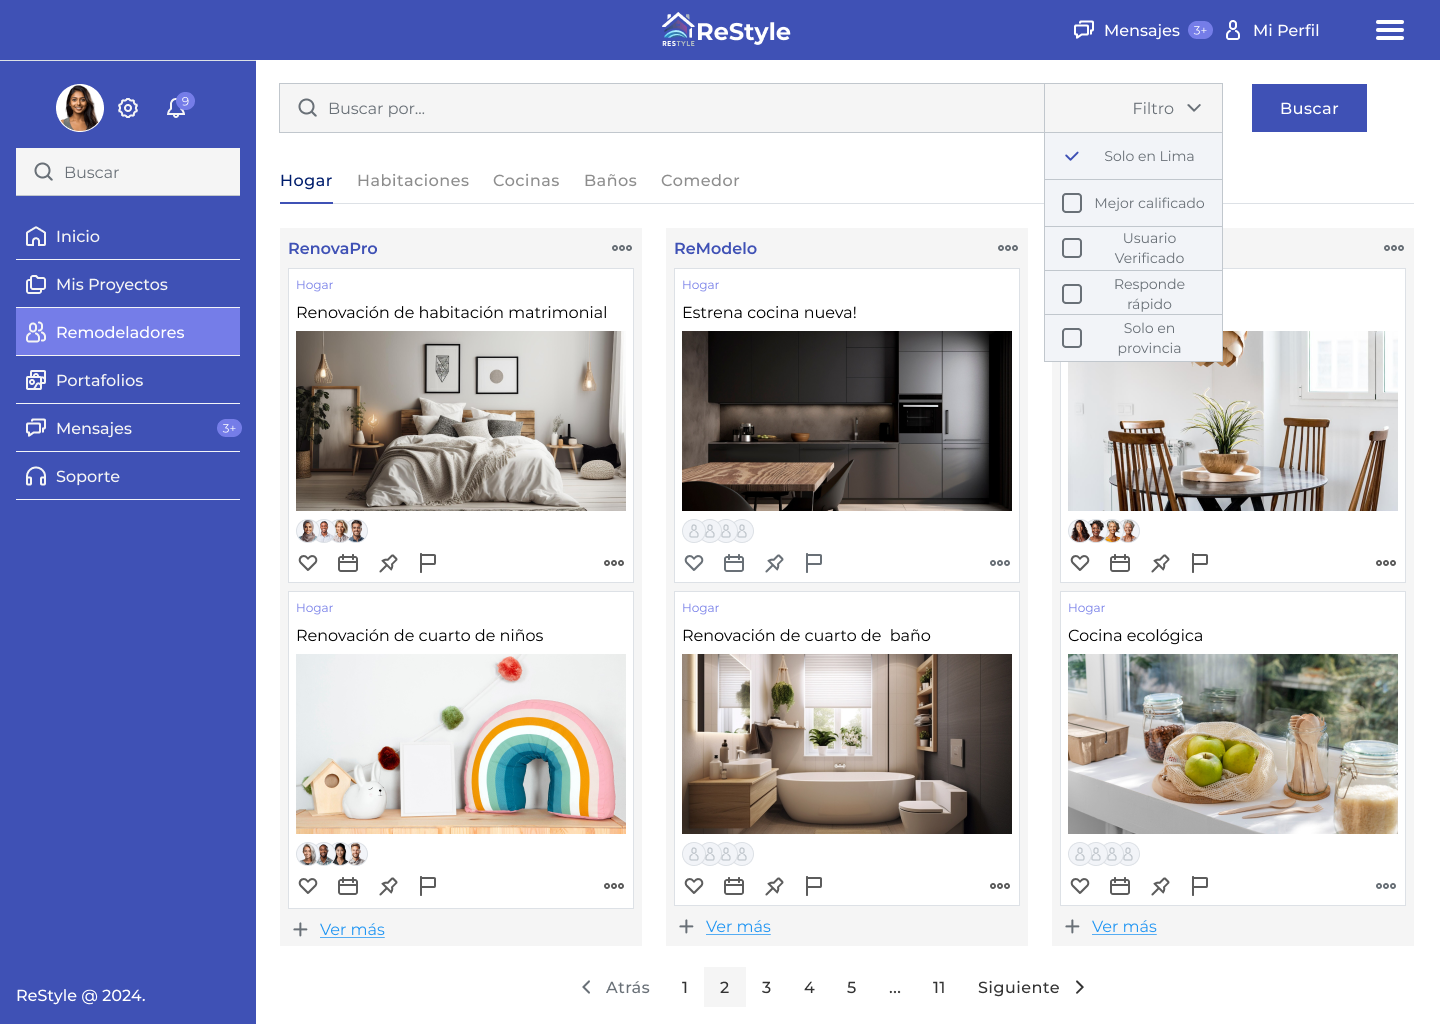 RESTYLE
ReStyle
Mensajes 3+
Mi Perfil
9
Buscar
Inicio
Mis Proyectos
Remodeladores
Portafolios
Mensajes 3+
Soporte
ReStyle @ 2024.
Buscar por...
Filtro
Buscar
Solo en Lima
Mejor calificado
Usuario
Verificado
Responde
rápido
Solo en
provincia
Hogar Habitaciones Cocinas Baños Comedor
RenovaPro
Hogar
Renovación de habitación matrimonial
Hogar
Renovación de cuarto de niños
Ver más
ReModelo
Hogar
Estrena cocina nueva!
Hogar
Renovación de cuarto de  baño
Ver más
Hogar
Cocina ecológica
Ver más
Atrás 1 2 3 4 5 ... 11 Siguiente